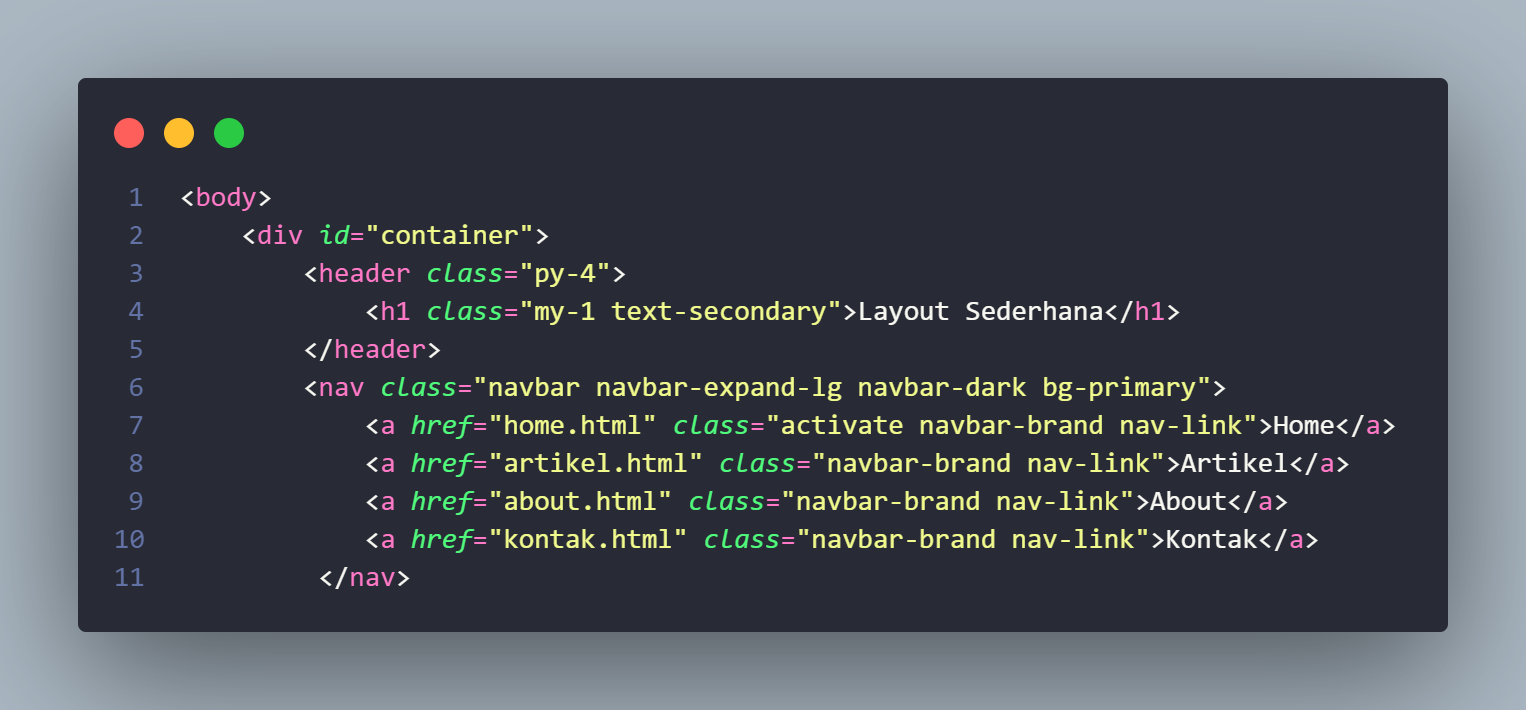 1 <body>
2     <div id="container">
3         <header class="py-4">
4             <h1 class="my-1 text-secondary">Layout Sederhana</h1>
5         </header>
6         <nav class="navbar navbar-expand-lg navbar-dark bg-primary">
7             <a href="home.html" class="activate navbar-brand nav-link">Home</a>
8             <a href="artikel.html" class="navbar-brand nav-link">Artikel</a>
9             <a href="about.html" class="navbar-brand nav-link">About</a>
10             <a href="kontak.html" class="navbar-brand nav-link">Kontak</a>
11          </nav>